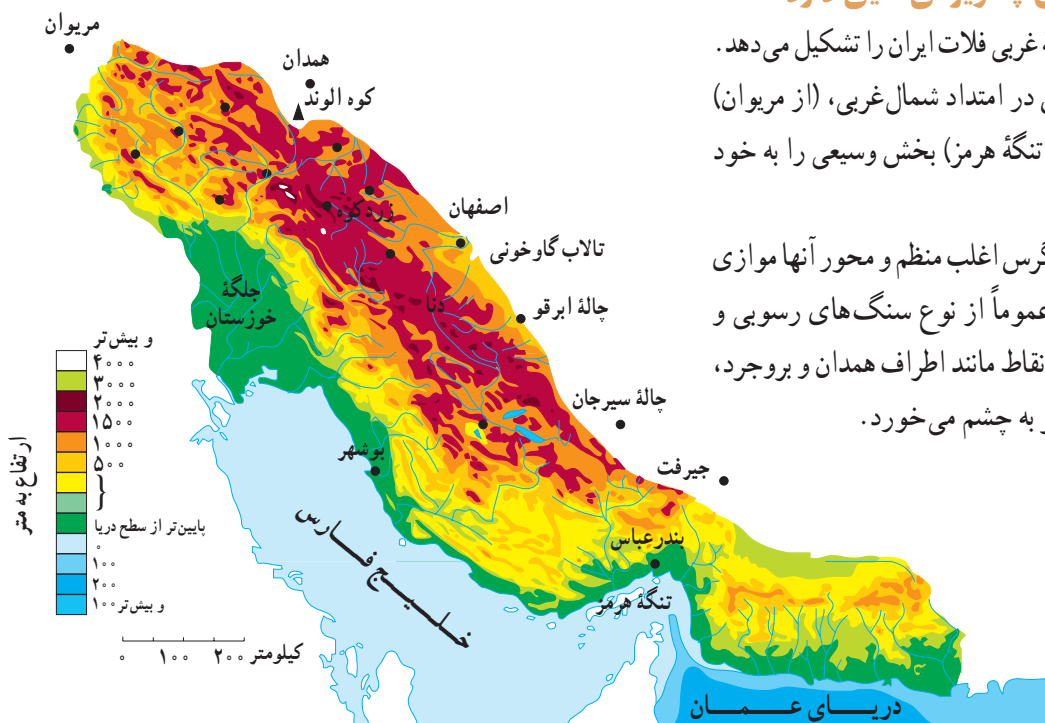 غربی فلات ایران را تشکیل می‌دهد.
در امتداد شمال‌غربی، (از مریوان)
تنگهٔ هرمز) بخش وسیعی را به خود
اغلب منظم و محور آنها موازی
عموماً از نوع سنگ‌های رسوبی و
نقاط مانند اطراف همدان و بروجرد،
به چشم می‌خورد.
مریوان
همدان
کوه الوند
زردکوه
اصفهان
تالاب گاوخونی
دنا
چالهٔ ابرقو
جلگهٔ
خوزستان
چالهٔ سیرجان
جیرفت
بوشهر
خلیج فارس
بندرعباس
تنگهٔ هرمز
دریای عمان
ارتفاع به متر
و بیش‌تر
۴۰۰۰
۳۰۰۰
۲۰۰۰
۱۵۰۰
۱۰۰۰
۵۰۰
پایین‌تر از سطح دریا
۰
۱۰۰
۲۰۰
۱۰۰ و بیش‌تر
۰ ۱۰۰ ۲۰۰ کیلومتر